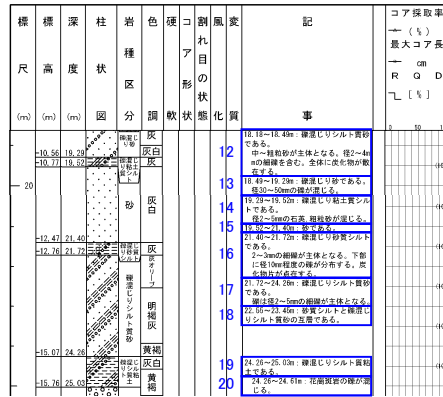 標尺 (m)
標高 (m)
深度 (m)
柱状図
岩種区分
色調
硬軟
コア形状
割れ目の状態
風化
変質
記事
コア採取率
(%)
最大コア長
cm
R Q D
[%]
0 50 100
20
-10.56 19.29
-10.77 19.52
-12.47 21.40
-12.76 21.72
-15.07 24.26
-15.76 25.03
礫混じり砂
礫混じり粘土質シルト
砂
礫混じり砂質シルト
礫混じりシルト質砂
礫混じりシルト質粘土
灰
灰白
灰
灰白
灰
灰オリーブ
明褐灰
黄褐
灰白
黄褐
12
18.18～18.49m：礫混じりシルト質砂
である。
中～粗粒砂が主体となる。径2～4m
mの細礫を含む。全体に炭化物が散
在する。
13
18.49～19.29m：礫混じり砂である。
径30～50mmの礫が混じる。
14
19.29～19.52m：礫混じり粘土質シル
トである。
径2～5mmの石英、粗粒砂が混じる。
15
19.52～21.40m：砂である。
16
21.40～21.72m：礫混じり砂質シルト
である。
2～3mmの細礫が主体となる。下部
に径10mm程度の礫が分布する。炭
化物片が点在する。
17
21.72～24.26m：礫混じりシルト質砂
である。
礫は径2～5mmの細礫が主体となる。
18
22.56～23.45m：砂質シルトと礫混じ
りシルト質砂の互層である。
19
24.26～25.03m：礫混じりシルト質粘
土である。
20
24.26～24.61m：花崗斑岩の礫が混
じる。